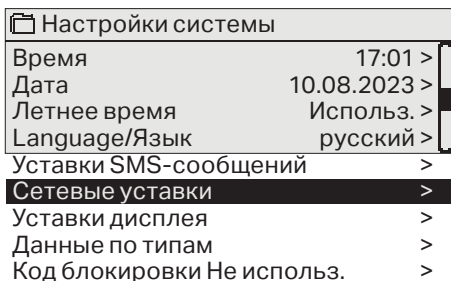 Настройки системы
Время 17:01 >
Дата 10.08.2023 >
Летнее время Использ. >
Language/Язык русский >
Уставки SMS-сообщений >
Сетевые уставки >
Уставки дисплея >
Данные по типам >
Код блокировки Не использ. >